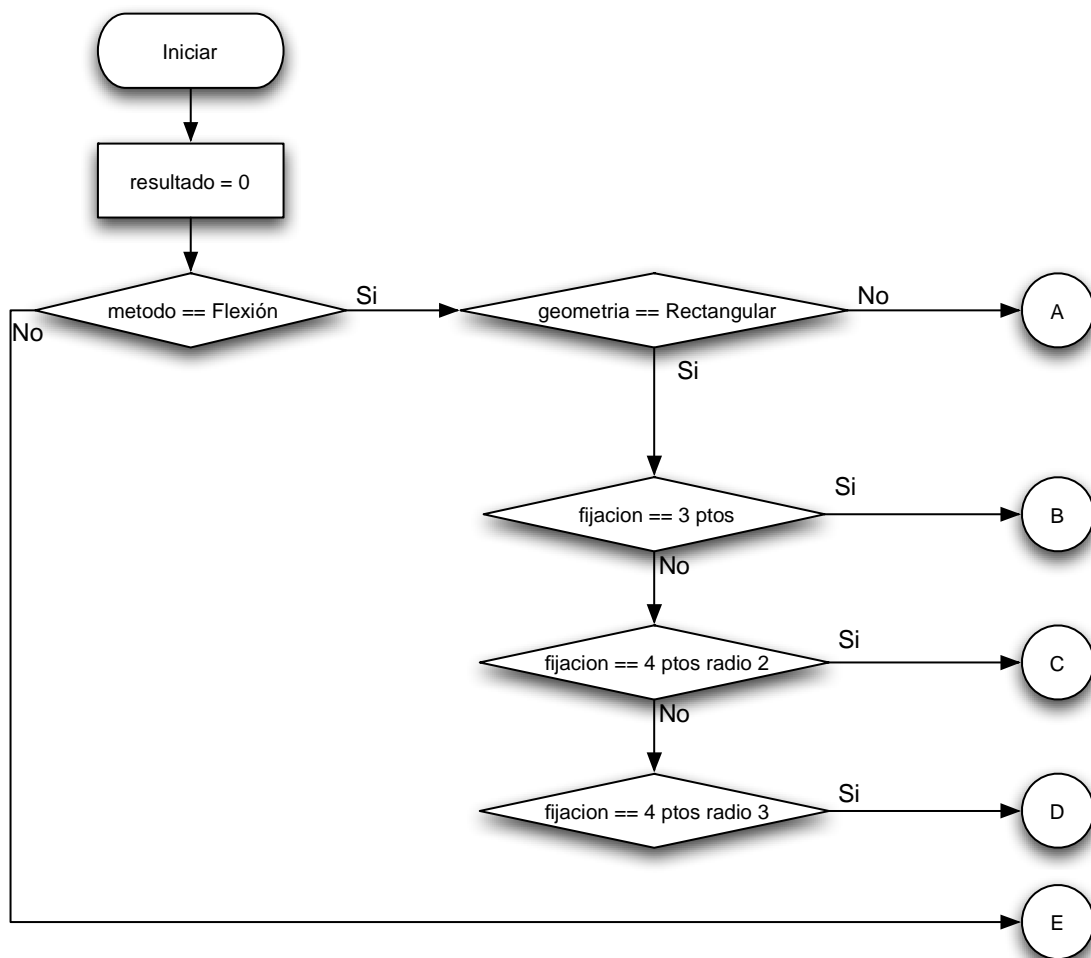 Iniciar
resultado = 0
metodo == Flexión
Si
geometria == Rectangular
No
A
No
Si
fijacion == 3 ptos
Si
B
No
fijacion == 4 ptos radio 2
Si
C
No
fijacion == 4 ptos radio 3
Si
D
E